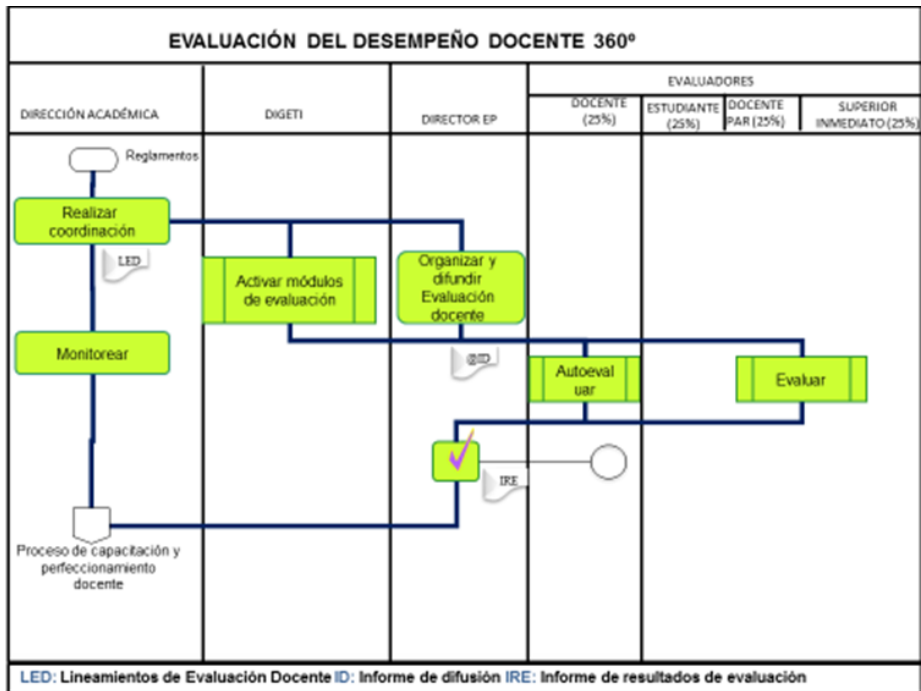 EVALUACIÓN DEL DESEMPEÑO DOCENTE 360º
EVALUADORES
DIRECCIÓN ACADÉMICA
DIGETI
DIRECTOR EP
DOCENTE
(25%)
ESTUDIANTE
(25%)
DOCENTE
PAR (25%)
SUPERIOR
INMEDIATO (25%)
Reglamentos
Realizar
coordinación
LED
Activar módulos
de evaluación
Organizar y
difundir
Evaluación
docente
Monitorear
@ID
Autoeval
uar
Evaluar
IRE
Proceso de capacitación y
perfeccionamiento
docente
LED: Lineamientos de Evaluación Docente ID: Informe de difusión IRE: Informe de resultados de evaluación